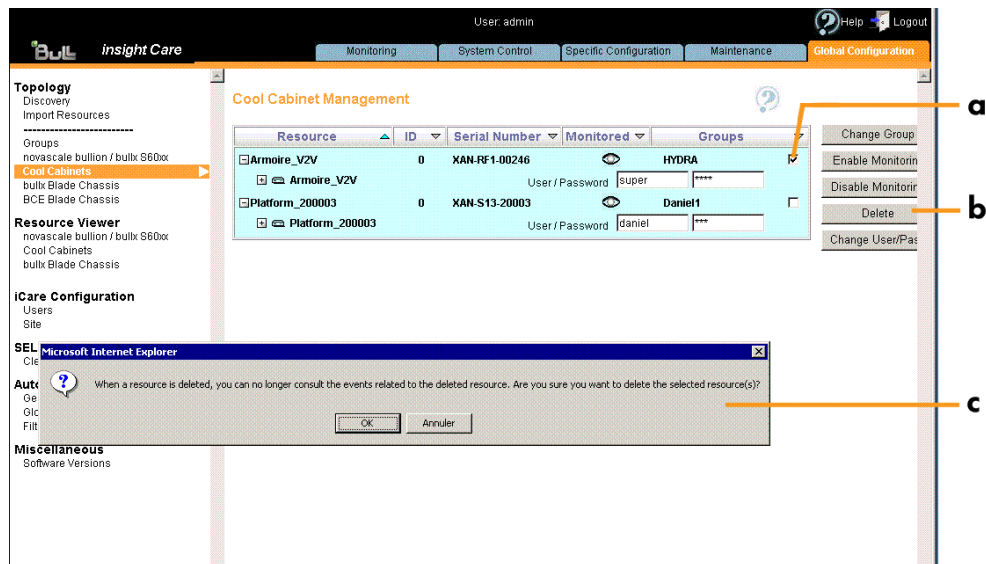 User: admin
Help Logout
Bull insight Care
Monitoring System Control Specific Configuration Maintenance Global Configuration
Topology
Discovery
Import Resources
-------------------------
Groups
novascale bullion / bullx S60xx
Cool Cabinets
bullx Blade Chassis
BCE Blade Chassis
Resource Viewer
novascale bullion / bullx S60xx
Cool Cabinets
bullx Blade Chassis
iCare Configuration
Users
Site
SEL
Cle
Auto
Ge
Glo
Filt
Miscellaneous
Software Versions
Cool Cabinet Management
Resource ID Serial Number Monitored Groups
Armoire_V2V 0 XAN-RF1-00246 HYDRA
Armoire_V2V User / Password super ****
Platform_200003 0 XAN-S13-20003 Daniel1
Platform_200003 User / Password daniel ***
Change Group
Enable Monitorin
Disable Monitorin
Delete
Change User/Pas
a
b
c
Microsoft Internet Explorer
When a resource is deleted, you can no longer consult the events related to the deleted resource. Are you sure you want to delete the selected resource(s)?
OK Annuler